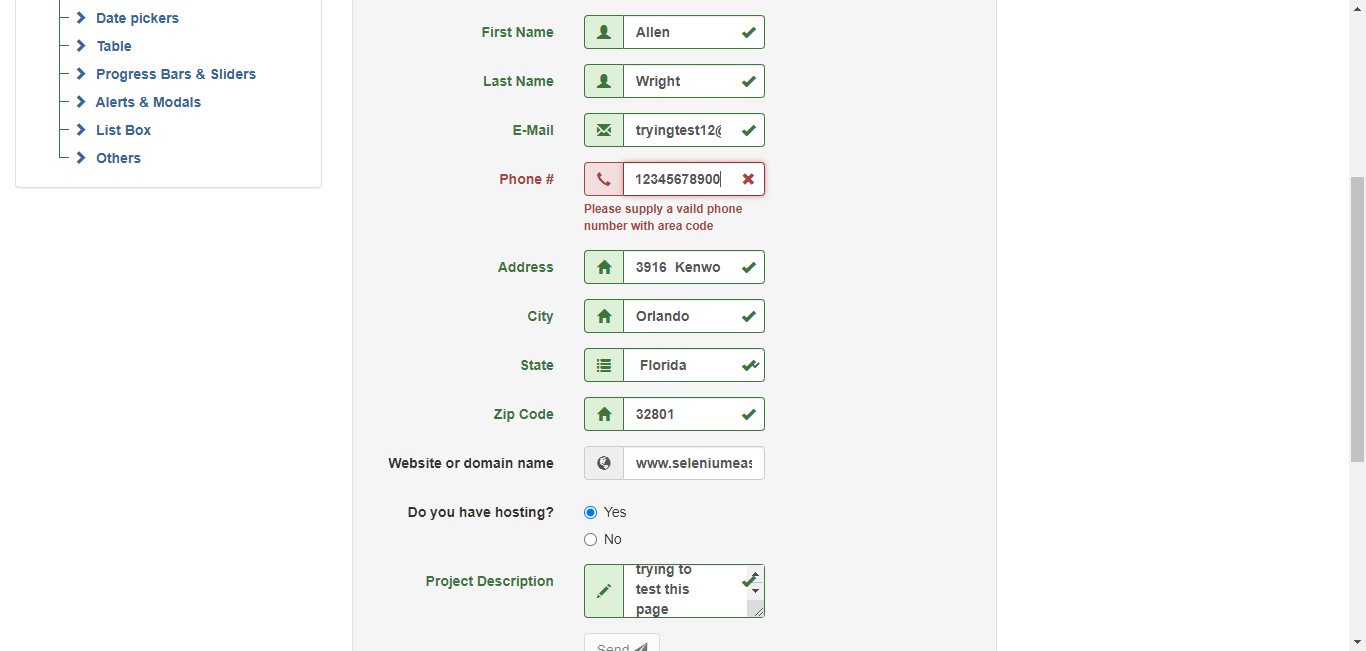 Date pickers
Table
Progress Bars & Sliders
Alerts & Modals
List Box
Others
First Name
Allen
Last Name
Wright
E-Mail
tryingtest12@
Phone #
12345678900
Please supply a vaild phone
number with area code
Address
3916 Kenwo
City
Orlando
State
Florida
Zip Code
32801
Website or domain name
www.seleniumeas
Do you have hosting?
Yes
No
Project Description
trying to
test this
page
Send